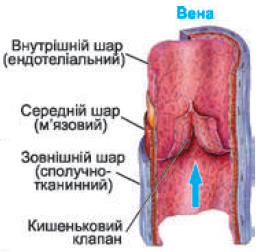 Вена
Внутрішній шар
(ендотеліальний)
Середній шар
(м'язовий)
Зовнішній шар
(сполучно-
тканинний)
Кишеньковий
клапан